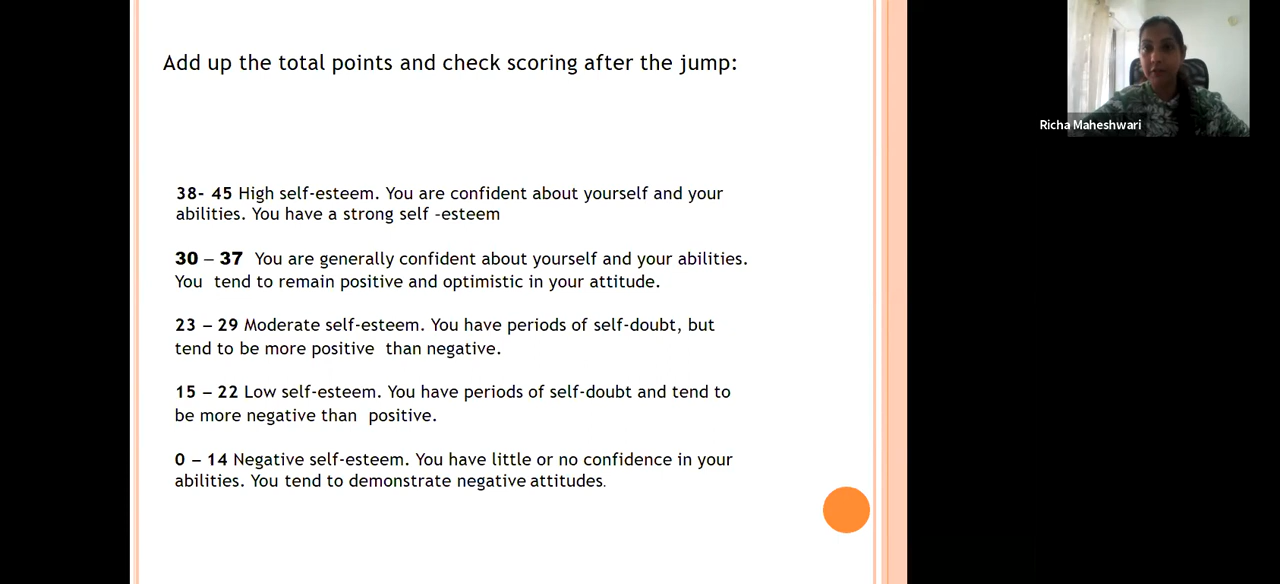 Add up the total points and check scoring after the jump:
Richa Maheshwari
38- 45 High self-esteem. You are confident about yourself and your
abilities. You have a strong self -esteem
30 – 37 You are generally confident about yourself and your abilities.
You tend to remain positive and optimistic in your attitude.
23 – 29 Moderate self-esteem. You have periods of self-doubt, but
tend to be more positive than negative.
15 – 22 Low self-esteem. You have periods of self-doubt and tend to
be more negative than positive.
0 – 14 Negative self-esteem. You have little or no confidence in your
abilities. You tend to demonstrate negative attitudes.